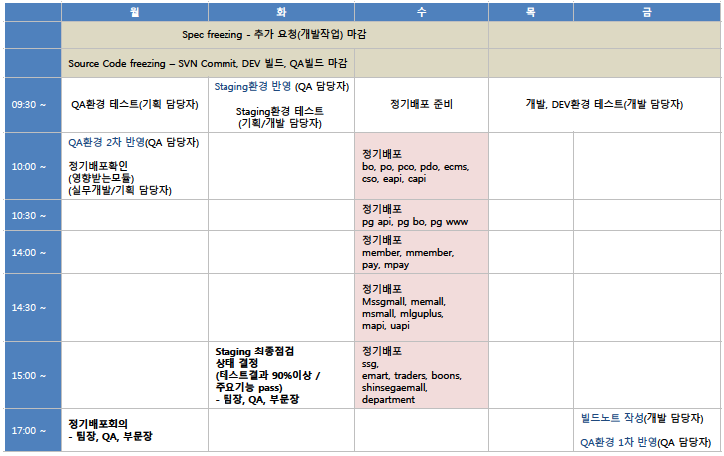 월 화 수 목 금
Spec freezing - 추가 요청(개발작업) 마감
Source Code freezing – SVN Commit, DEV 빌드, QA빌드 마감
09:30 ~
QA환경 테스트(기획 담당자)
Staging환경 반영 (QA 담당자)
Staging환경 테스트
(기획/개발 담당자)
정기배포 준비
개발, DEV환경 테스트(개발 담당자)
10:00 ~
QA환경 2차 반영(QA 담당자)
정기배포확인
(영향받는모듈)
(실무개발/기획 담당자)
정기배포
bo, po, pco, pdo, ecms,
cso, eapi, capi
10:30 ~
정기배포
pg api, pg bo, pg www
14:00 ~
정기배포
member, mmember,
pay, mpay
14:30 ~
정기배포
Mssgmall, memall,
msmall, mlguplus,
mapi, uapi
15:00 ~
Staging 최종점검
상태 결정
(테스트결과 90%이상 /
주요기능 pass)
- 팀장, QA, 부문장
정기배포
ssg,
emart, traders, boons,
shinsegaemall,
department
17:00 ~
정기배포회의
- 팀장, QA, 부문장
빌드노트 작성(개발 담당자)
QA환경 1차 반영(QA 담당자)